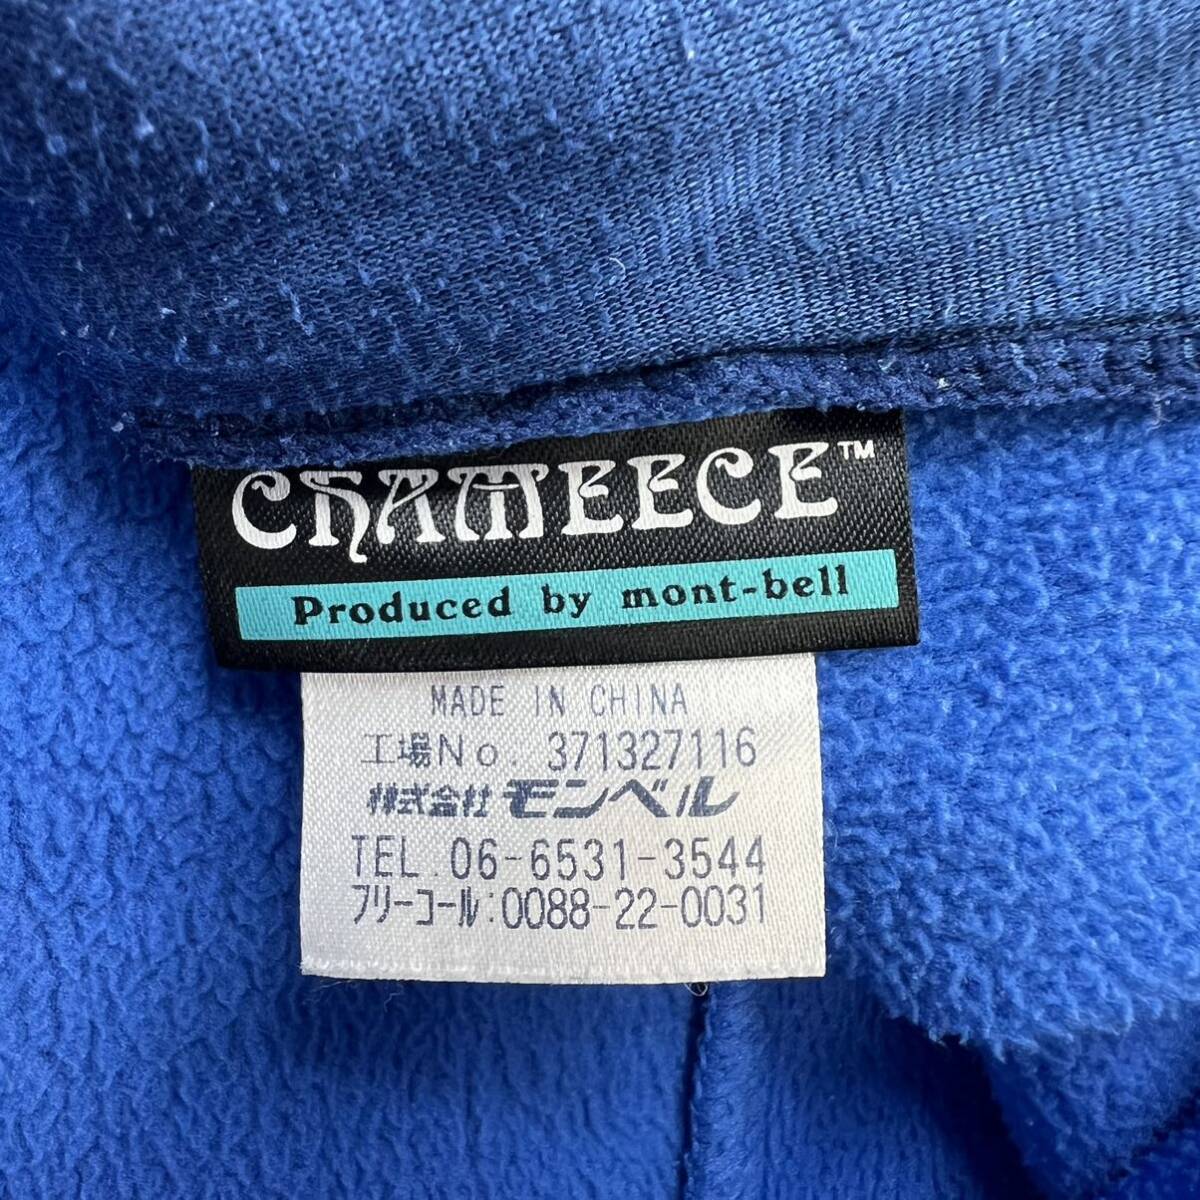 CHAMEECE™
Produced by mont-bell
MADE IN CHINA
工場No. 371327116
株式会社モンベル
TEL. 06-6531-3544
フリーコール:0088-22-0031